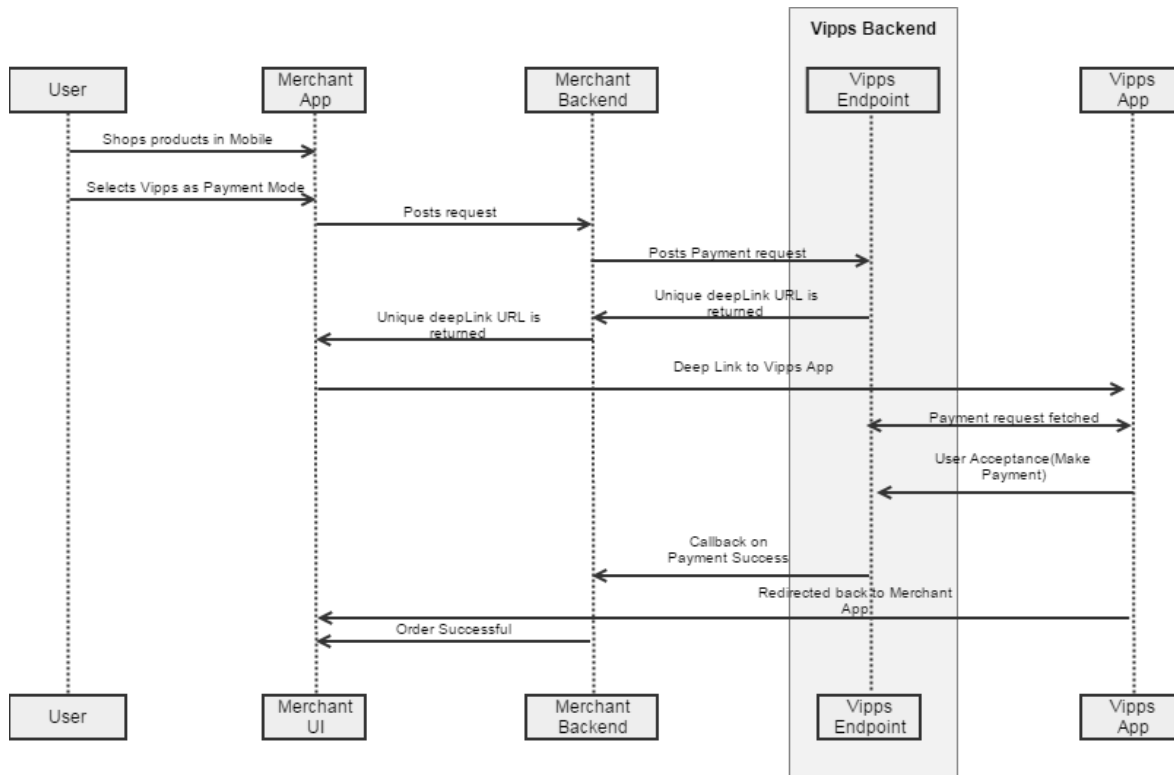 Vipps Backend
User
Merchant
App
Merchant
Backend
Vipps
Endpoint
Vipps
App
Shops products in Mobile
Selects Vipps as Payment Mode
Posts request
Posts Payment request
Unique deepLink URL is
returned
Unique deepLink URL is
returned
Deep Link to Vipps App
Payment request fetched
User Acceptance(Make
Payment)
Callback on
Payment Success
Redirected back to Merchant
App
Order Successful
User
Merchant
UI
Merchant
Backend
Vipps
Endpoint
Vipps
App